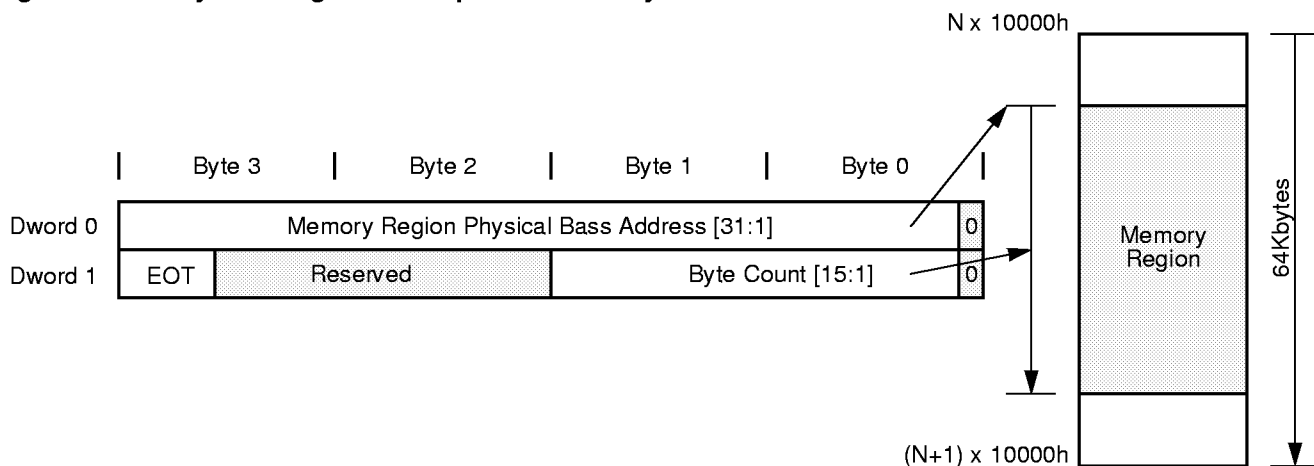 N x 10000h
Byte 3
Byte 2
Byte 1
Byte 0
Dword 0
Memory Region Physical Bass Address [31:1]
0
Dword 1
EOT
Reserved
Byte Count [15:1]
0
Memory
Region
64Kbytes
(N+1) x 10000h